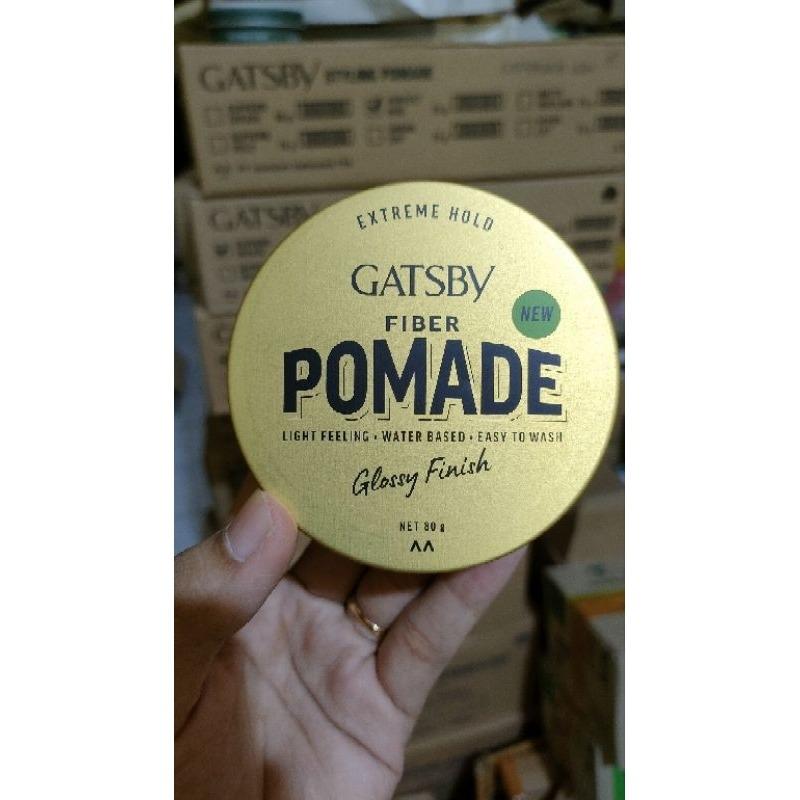 GATSBY STYLING POMADE
GATSBY
EXTREME HOLD
GATSBY
FIBER
NEW
POMADE
LIGHT FEELING • WATER BASED • EASY TO WASH
Glossy Finish
NET 80 g